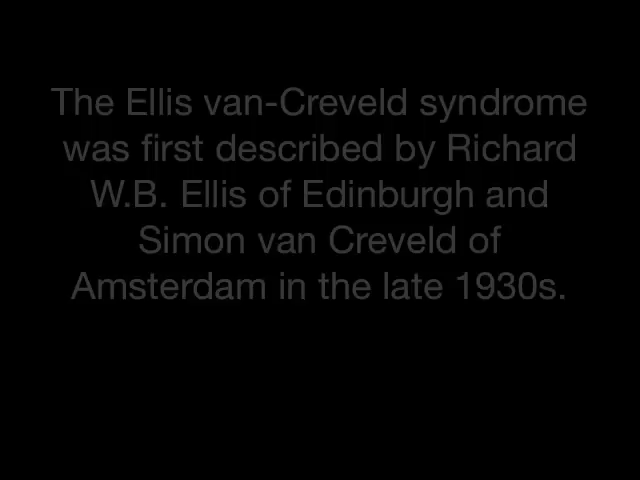 The Ellis van-Creveld syndrome
was first described by Richard
W.B. Ellis of Edinburgh and
Simon van Creveld of
Amsterdam in the late 1930s.